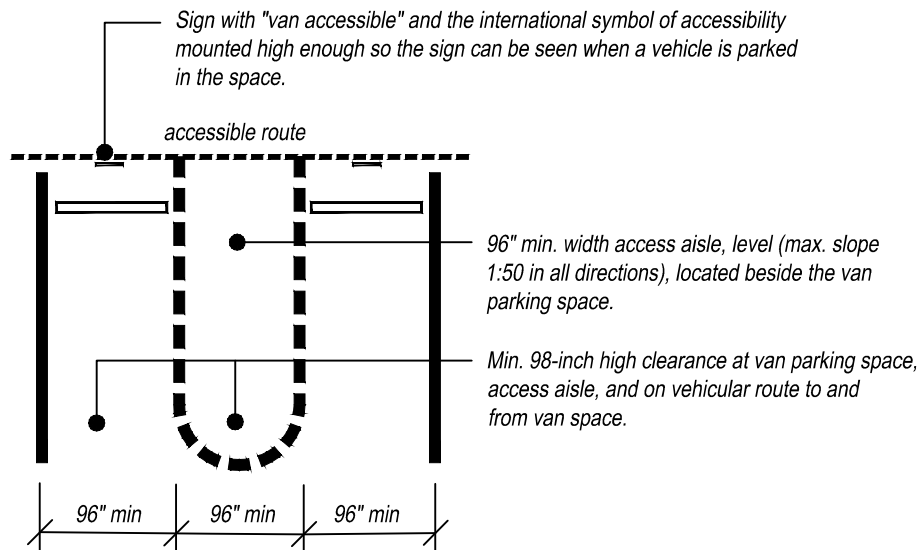 Sign with "van accessible" and the international symbol of accessibility
mounted high enough so the sign can be seen when a vehicle is parked
in the space.
accessible route
96" min. width access aisle, level (max. slope
1:50 in all directions), located beside the van
parking space.
Min. 98-inch high clearance at van parking space,
access aisle, and on vehicular route to and
from van space.
96" min 96" min 96" min